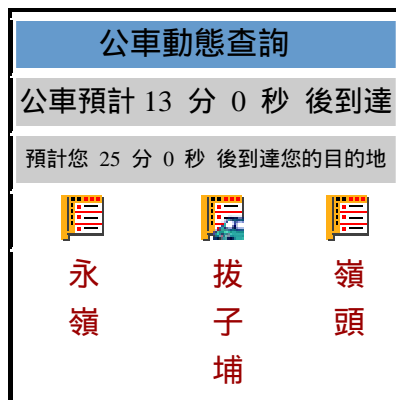 公車動態查詢
公車預計 13 分 0 秒 後到達
預計您 25 分 0 秒 後到達您的目的地
永嶺
拔子埔
嶺頭